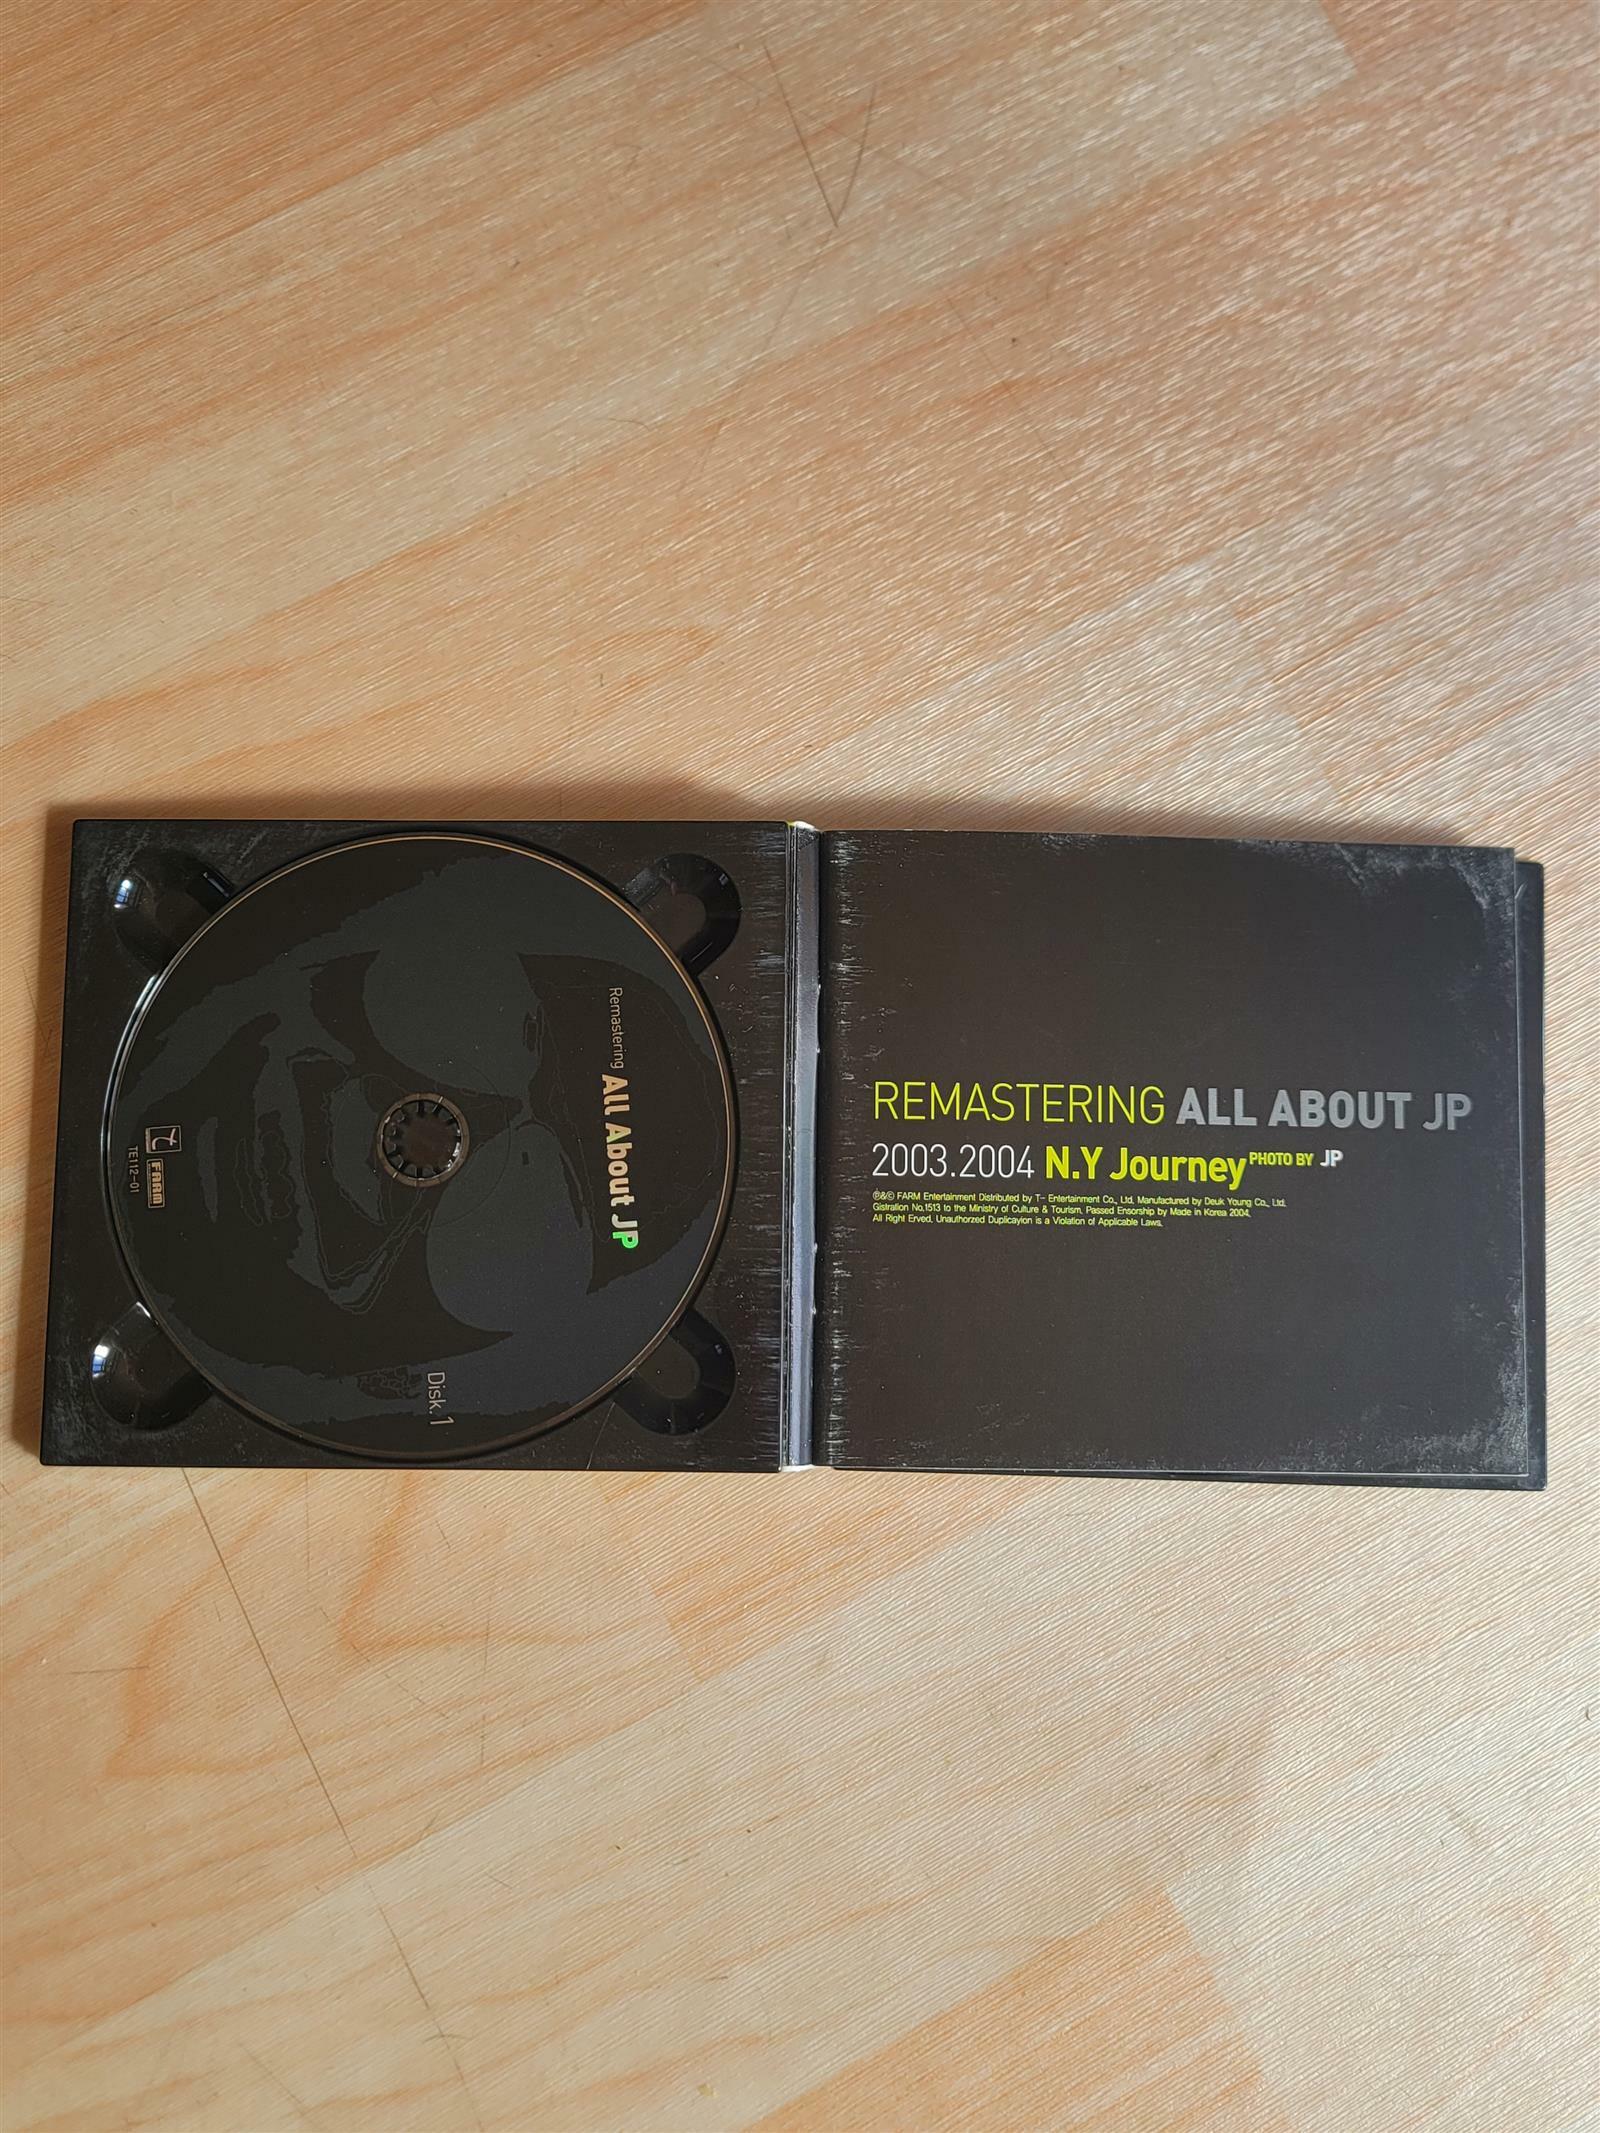 Remastering All About JP
Disk.1
t
FARM
TE112-01
REMASTERING ALL ABOUT JP
2003.2004 N.Y Journey PHOTO BY JP
℗&© FARM Entertainment Distributed by T- Entertainment Co., Ltd. Manufactured by Deuk Young Co., Ltd.
Gistration No.1513 to the Ministry of Culture & Tourism. Passed Ensorship by Made in Korea 2004.
All Right Erved. Unauthorzed Duplicayion is a Violation of Applicable Laws.